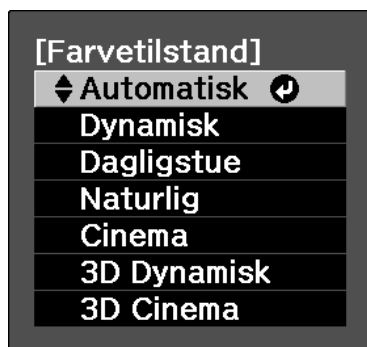 [Farvetilstand]
Automatisk
Dynamisk
Dagligstue
Naturlig
Cinema
3D Dynamisk
3D Cinema